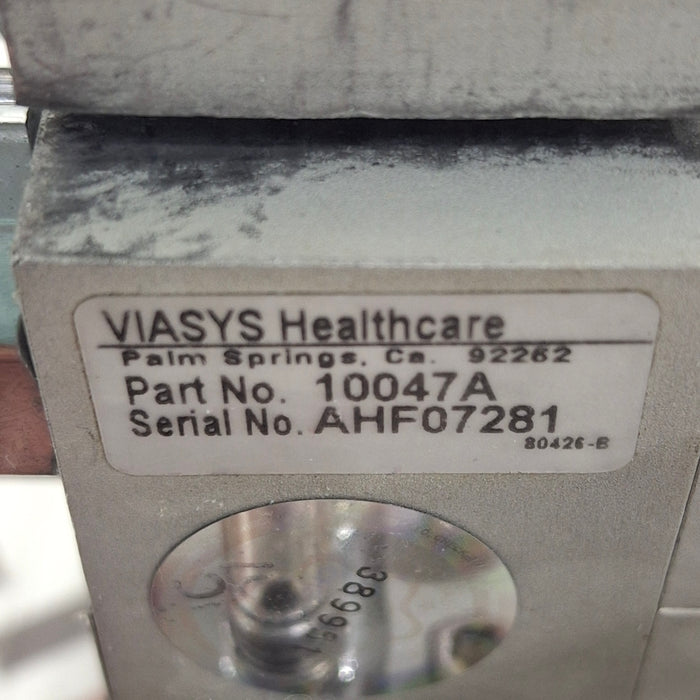 VIASYS Healthcare
Palm Springs, Ca. 92262
Part No. 10047A
Serial No. AHF07281
80426-B